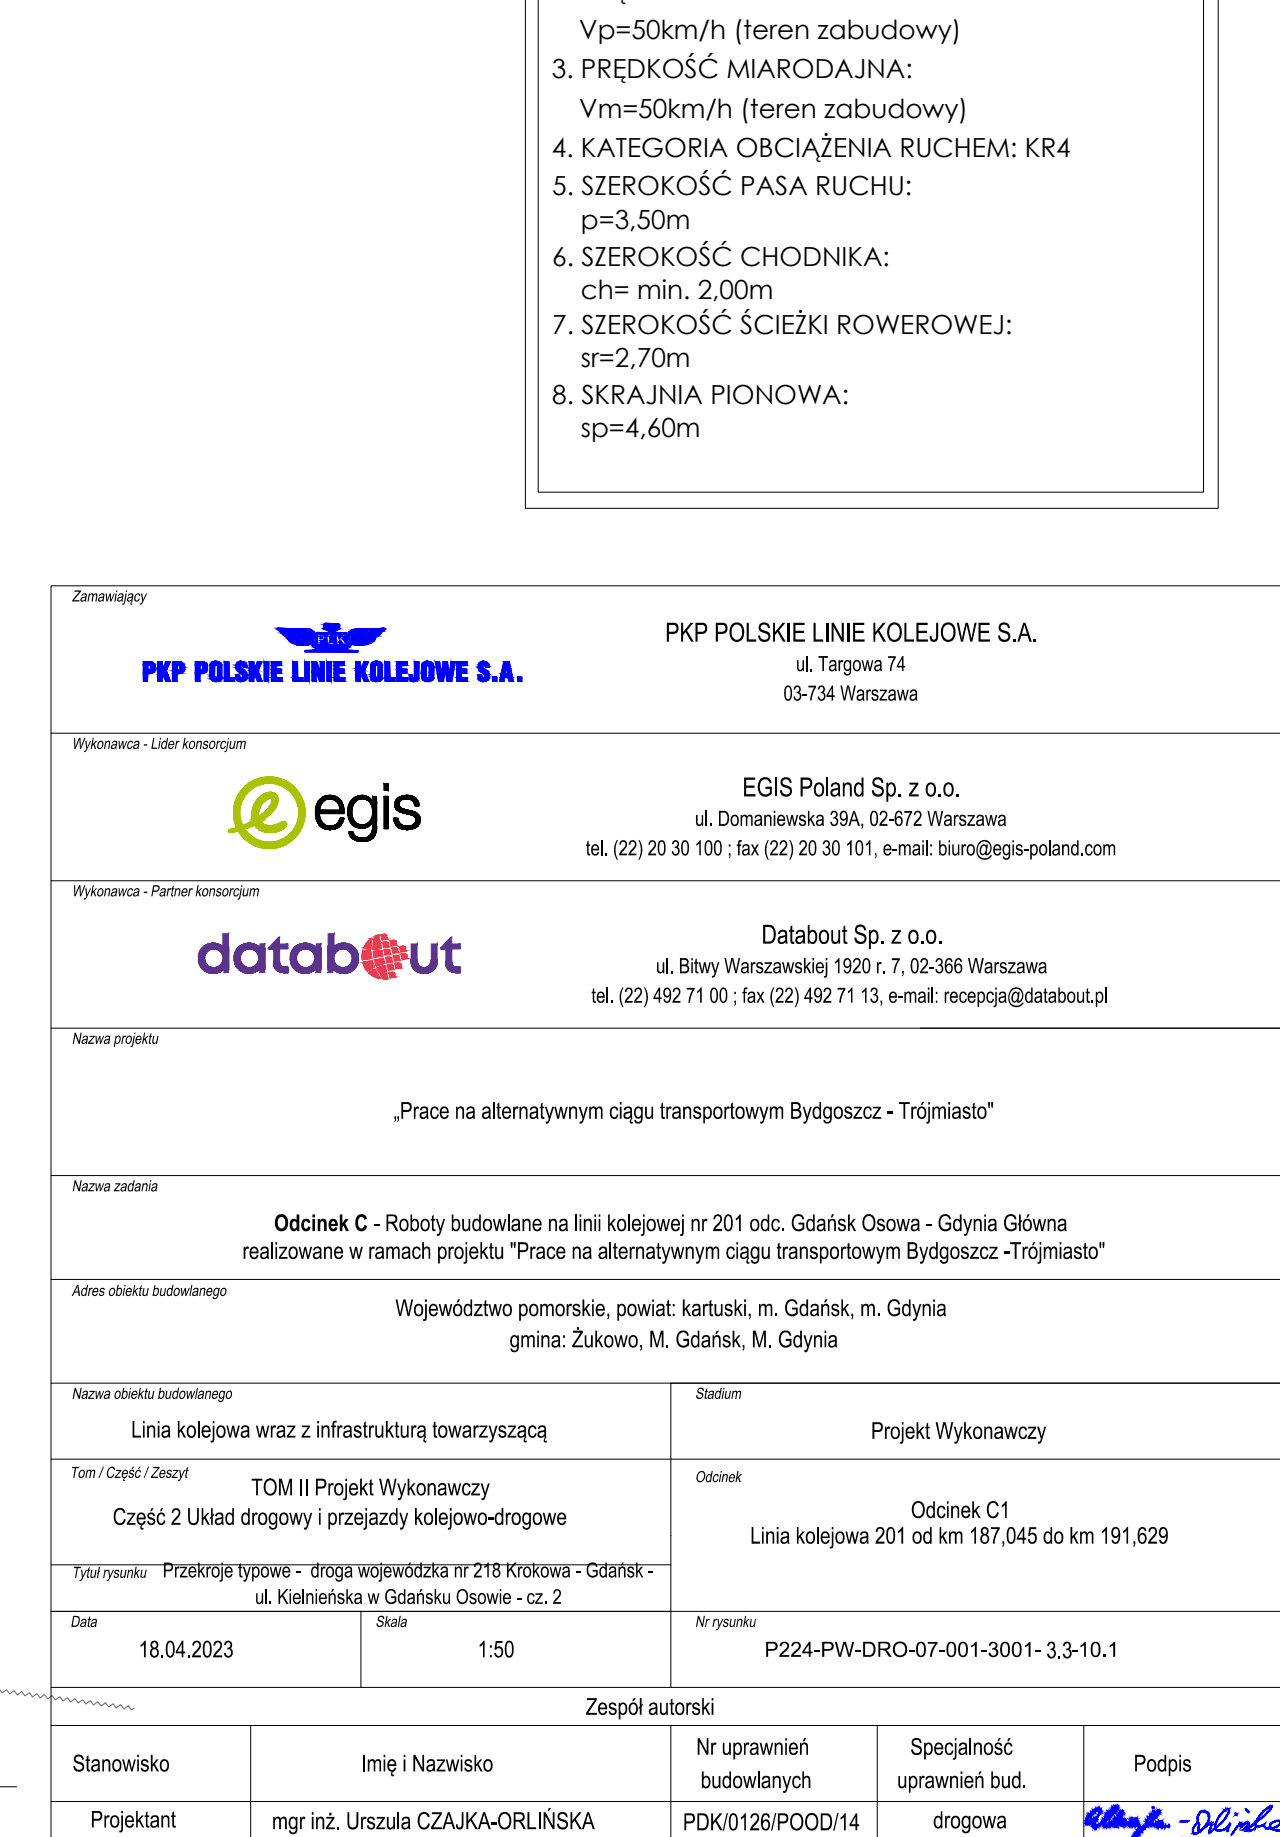 Vp=50km/h (teren zabudowy)
3. PRĘDKOŚĆ MIARODAJNA:
Vm=50km/h (teren zabudowy)
4. KATEGORIA OBCIĄŻENIA RUCHEM: KR4
5. SZEROKOŚĆ PASA RUCHU:
p=3,50m
6. SZEROKOŚĆ CHODNIKA:
ch= min. 2,00m
7. SZEROKOŚĆ ŚCIEŻKI ROWEROWEJ:
sr=2,70m
8. SKRAJNIA PIONOWA:
sp=4,60m
Zamawiający
PLK
PKP POLSKIE LINIE KOLEJOWE S.A.
PKP POLSKIE LINIE KOLEJOWE S.A.
ul. Targowa 74
03-734 Warszawa
Wykonawca - Lider konsorcjum
e egis
EGIS Poland Sp. z o.o.
ul. Domaniewska 39A, 02-672 Warszawa
tel. (22) 20 30 100 ; fax (22) 20 30 101, e-mail: biuro@egis-poland.com
Wykonawca - Partner konsorcjum
databout
Databout Sp. z o.o.
ul. Bitwy Warszawskiej 1920 r. 7, 02-366 Warszawa
tel. (22) 492 71 00 ; fax (22) 492 71 13, e-mail: recepcja@databout.pl
Nazwa projektu
„Prace na alternatywnym ciągu transportowym Bydgoszcz - Trójmiasto"
Nazwa zadania
Odcinek C - Roboty budowlane na linii kolejowej nr 201 odc. Gdańsk Osowa - Gdynia Główna
realizowane w ramach projektu "Prace na alternatywnym ciągu transportowym Bydgoszcz -Trójmiasto"
Adres obiektu budowlanego
Województwo pomorskie, powiat: kartuski, m. Gdańsk, m. Gdynia
gmina: Żukowo, M. Gdańsk, M. Gdynia
Nazwa obiektu budowlanego
Linia kolejowa wraz z infrastrukturą towarzyszącą
Stadium
Projekt Wykonawczy
Tom / Część / Zeszyt
TOM II Projekt Wykonawczy
Część 2 Układ drogowy i przejazdy kolejowo-drogowe
Odcinek
Odcinek C1
Linia kolejowa 201 od km 187,045 do km 191,629
Tytuł rysunku Przekroje typowe - droga wojewódzka nr 218 Krokowa - Gdańsk -
ul. Kielnieńska w Gdańsku Osowie - cz. 2
Data
18.04.2023
Skala
1:50
Nr rysunku
P224-PW-DRO-07-001-3001- 3.3-10.1
Zespół autorski
Stanowisko
Imię i Nazwisko
Nr uprawnień
budowlanych
Specjalność
uprawnień bud.
Podpis
Projektant
mgr inż. Urszula CZAJKA-ORLIŃSKA
PDK/0126/POOD/14
drogowa